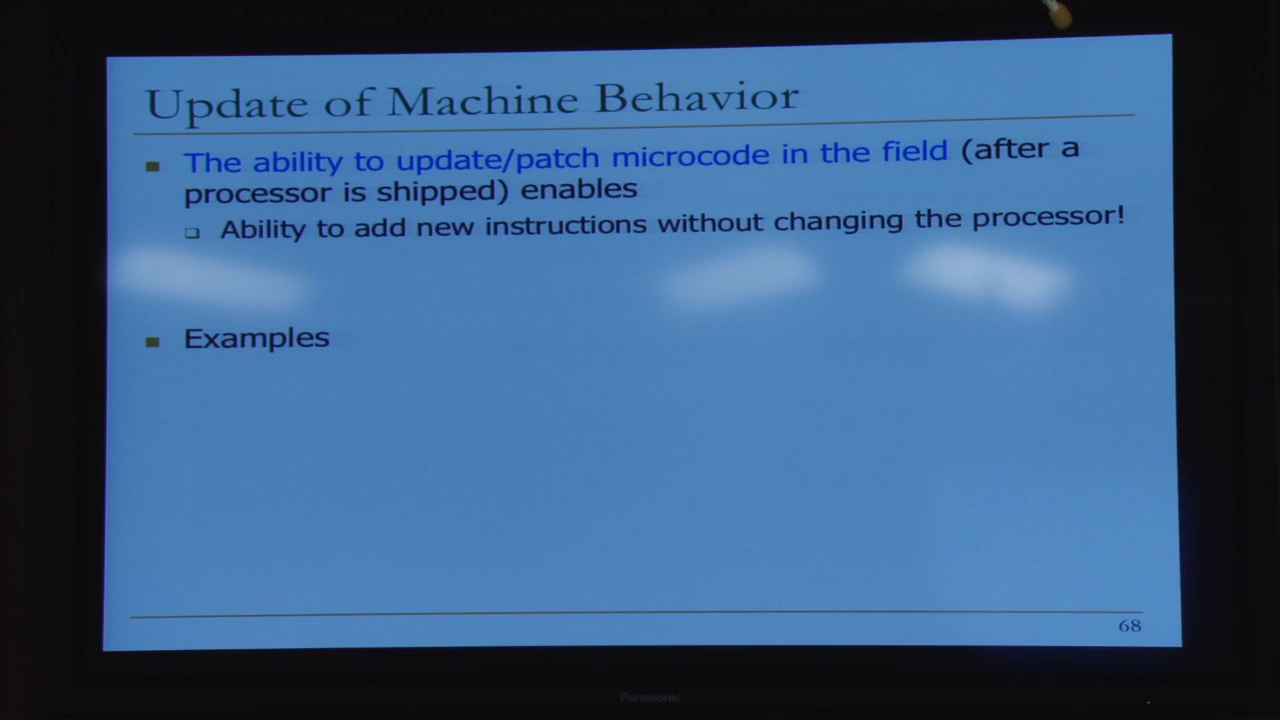 Update of Machine Behavior
The ability to update/patch microcode in the field (after a
processor is shipped) enables
Ability to add new instructions without changing the processor!
Examples
68
Panasonic